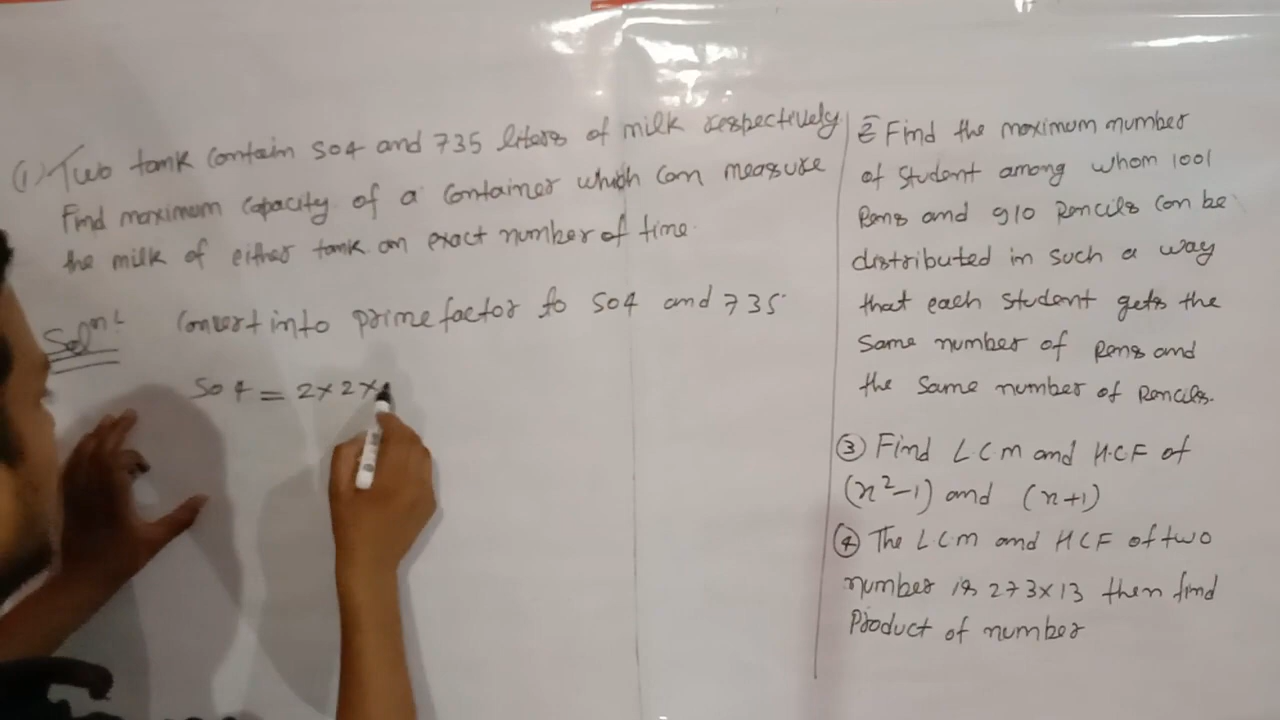 (1) Two tank contain 504 and 735 liters of milk respectively
Find maximum capacity of a container which can measure
the milk of either tank an exact number of time.
Solⁿ:
Convert into prime factor to 504 and 735.
504 = 2×2×
2 Find the maximum number
of student among whom 1001
Pens and 910 Pencils can be
distributed in such a way
that each student gets the
Same number of Pens and
the Same number of Pencils.
③ Find L.C.M and H.C.F of
(x²-1) and (x+1)
④ The L.C.M and HCF of two
number is 273×13 then find
Product of number